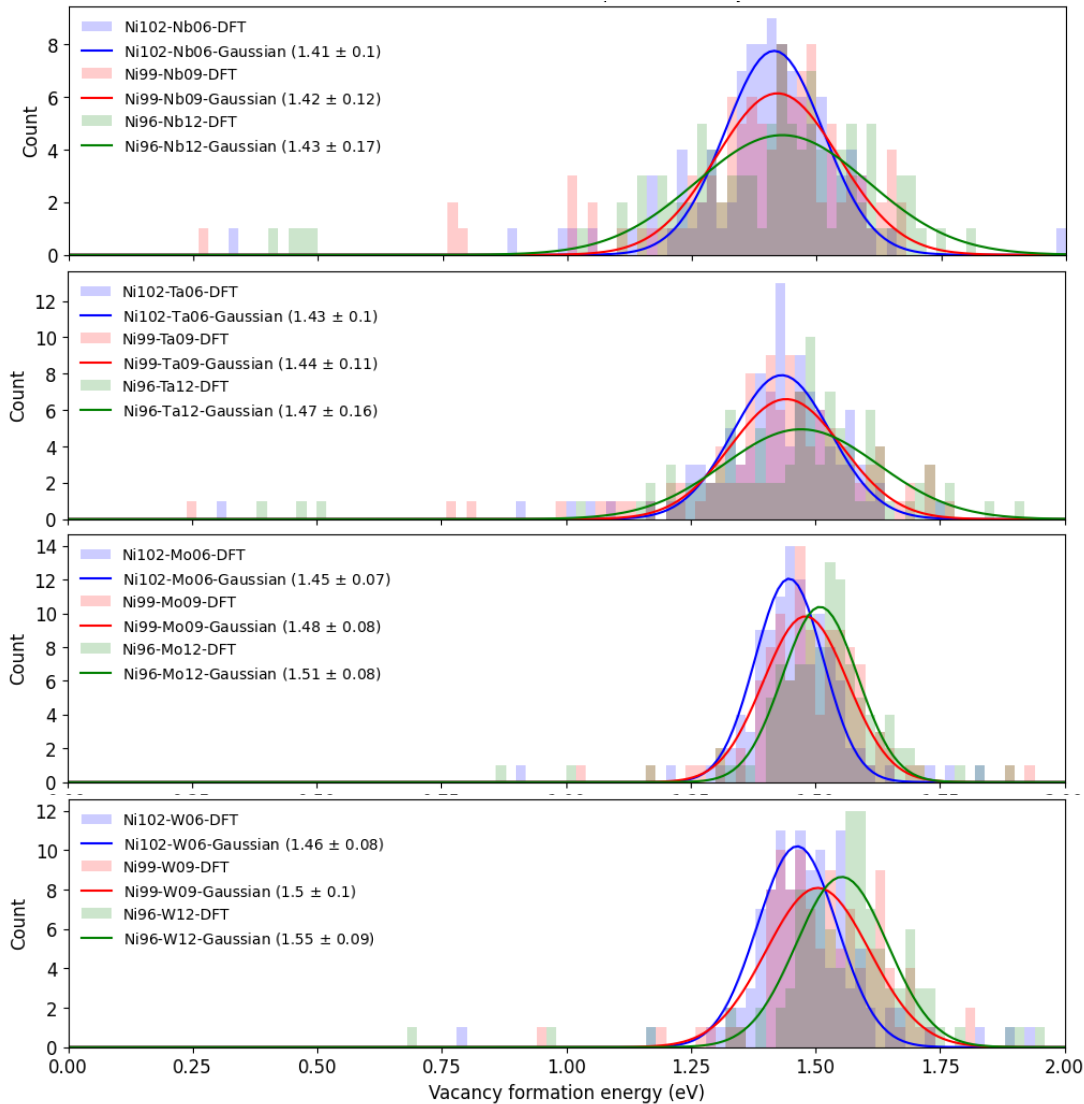 Ni102-Nb06-DFT
Ni102-Nb06-Gaussian (1.41 ± 0.1)
Ni99-Nb09-DFT
Ni99-Nb09-Gaussian (1.42 ± 0.12)
Ni96-Nb12-DFT
Ni96-Nb12-Gaussian (1.43 ± 0.17)
8
6
4
2
0
Count
Ni102-Ta06-DFT
Ni102-Ta06-Gaussian (1.43 ± 0.1)
Ni99-Ta09-DFT
Ni99-Ta09-Gaussian (1.44 ± 0.11)
Ni96-Ta12-DFT
Ni96-Ta12-Gaussian (1.47 ± 0.16)
12
10
8
6
4
2
0
Count
Ni102-Mo06-DFT
Ni102-Mo06-Gaussian (1.45 ± 0.07)
Ni99-Mo09-DFT
Ni99-Mo09-Gaussian (1.48 ± 0.08)
Ni96-Mo12-DFT
Ni96-Mo12-Gaussian (1.51 ± 0.08)
14
12
10
8
6
4
2
0
Count
Ni102-W06-DFT
Ni102-W06-Gaussian (1.46 ± 0.08)
Ni99-W09-DFT
Ni99-W09-Gaussian (1.5 ± 0.1)
Ni96-W12-DFT
Ni96-W12-Gaussian (1.55 ± 0.09)
12
10
8
6
4
2
0
Count
0.00 0.25 0.50 0.75 1.00 1.25 1.50 1.75 2.00
Vacancy formation energy (eV)